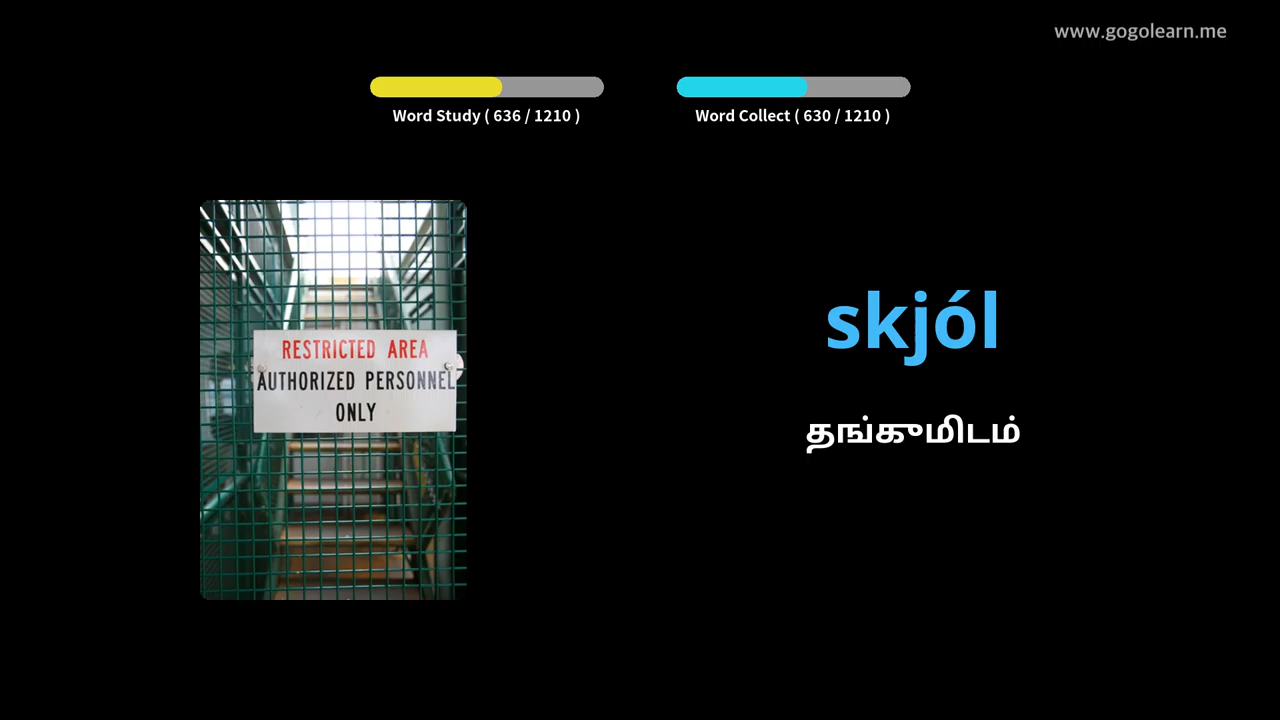 www.gogolearn.me
Word Study ( 636 / 1210 )
Word Collect ( 630 / 1210 )
RESTRICTED AREA
AUTHORIZED PERSONNEL
ONLY
skjól
தங்குமிடம்